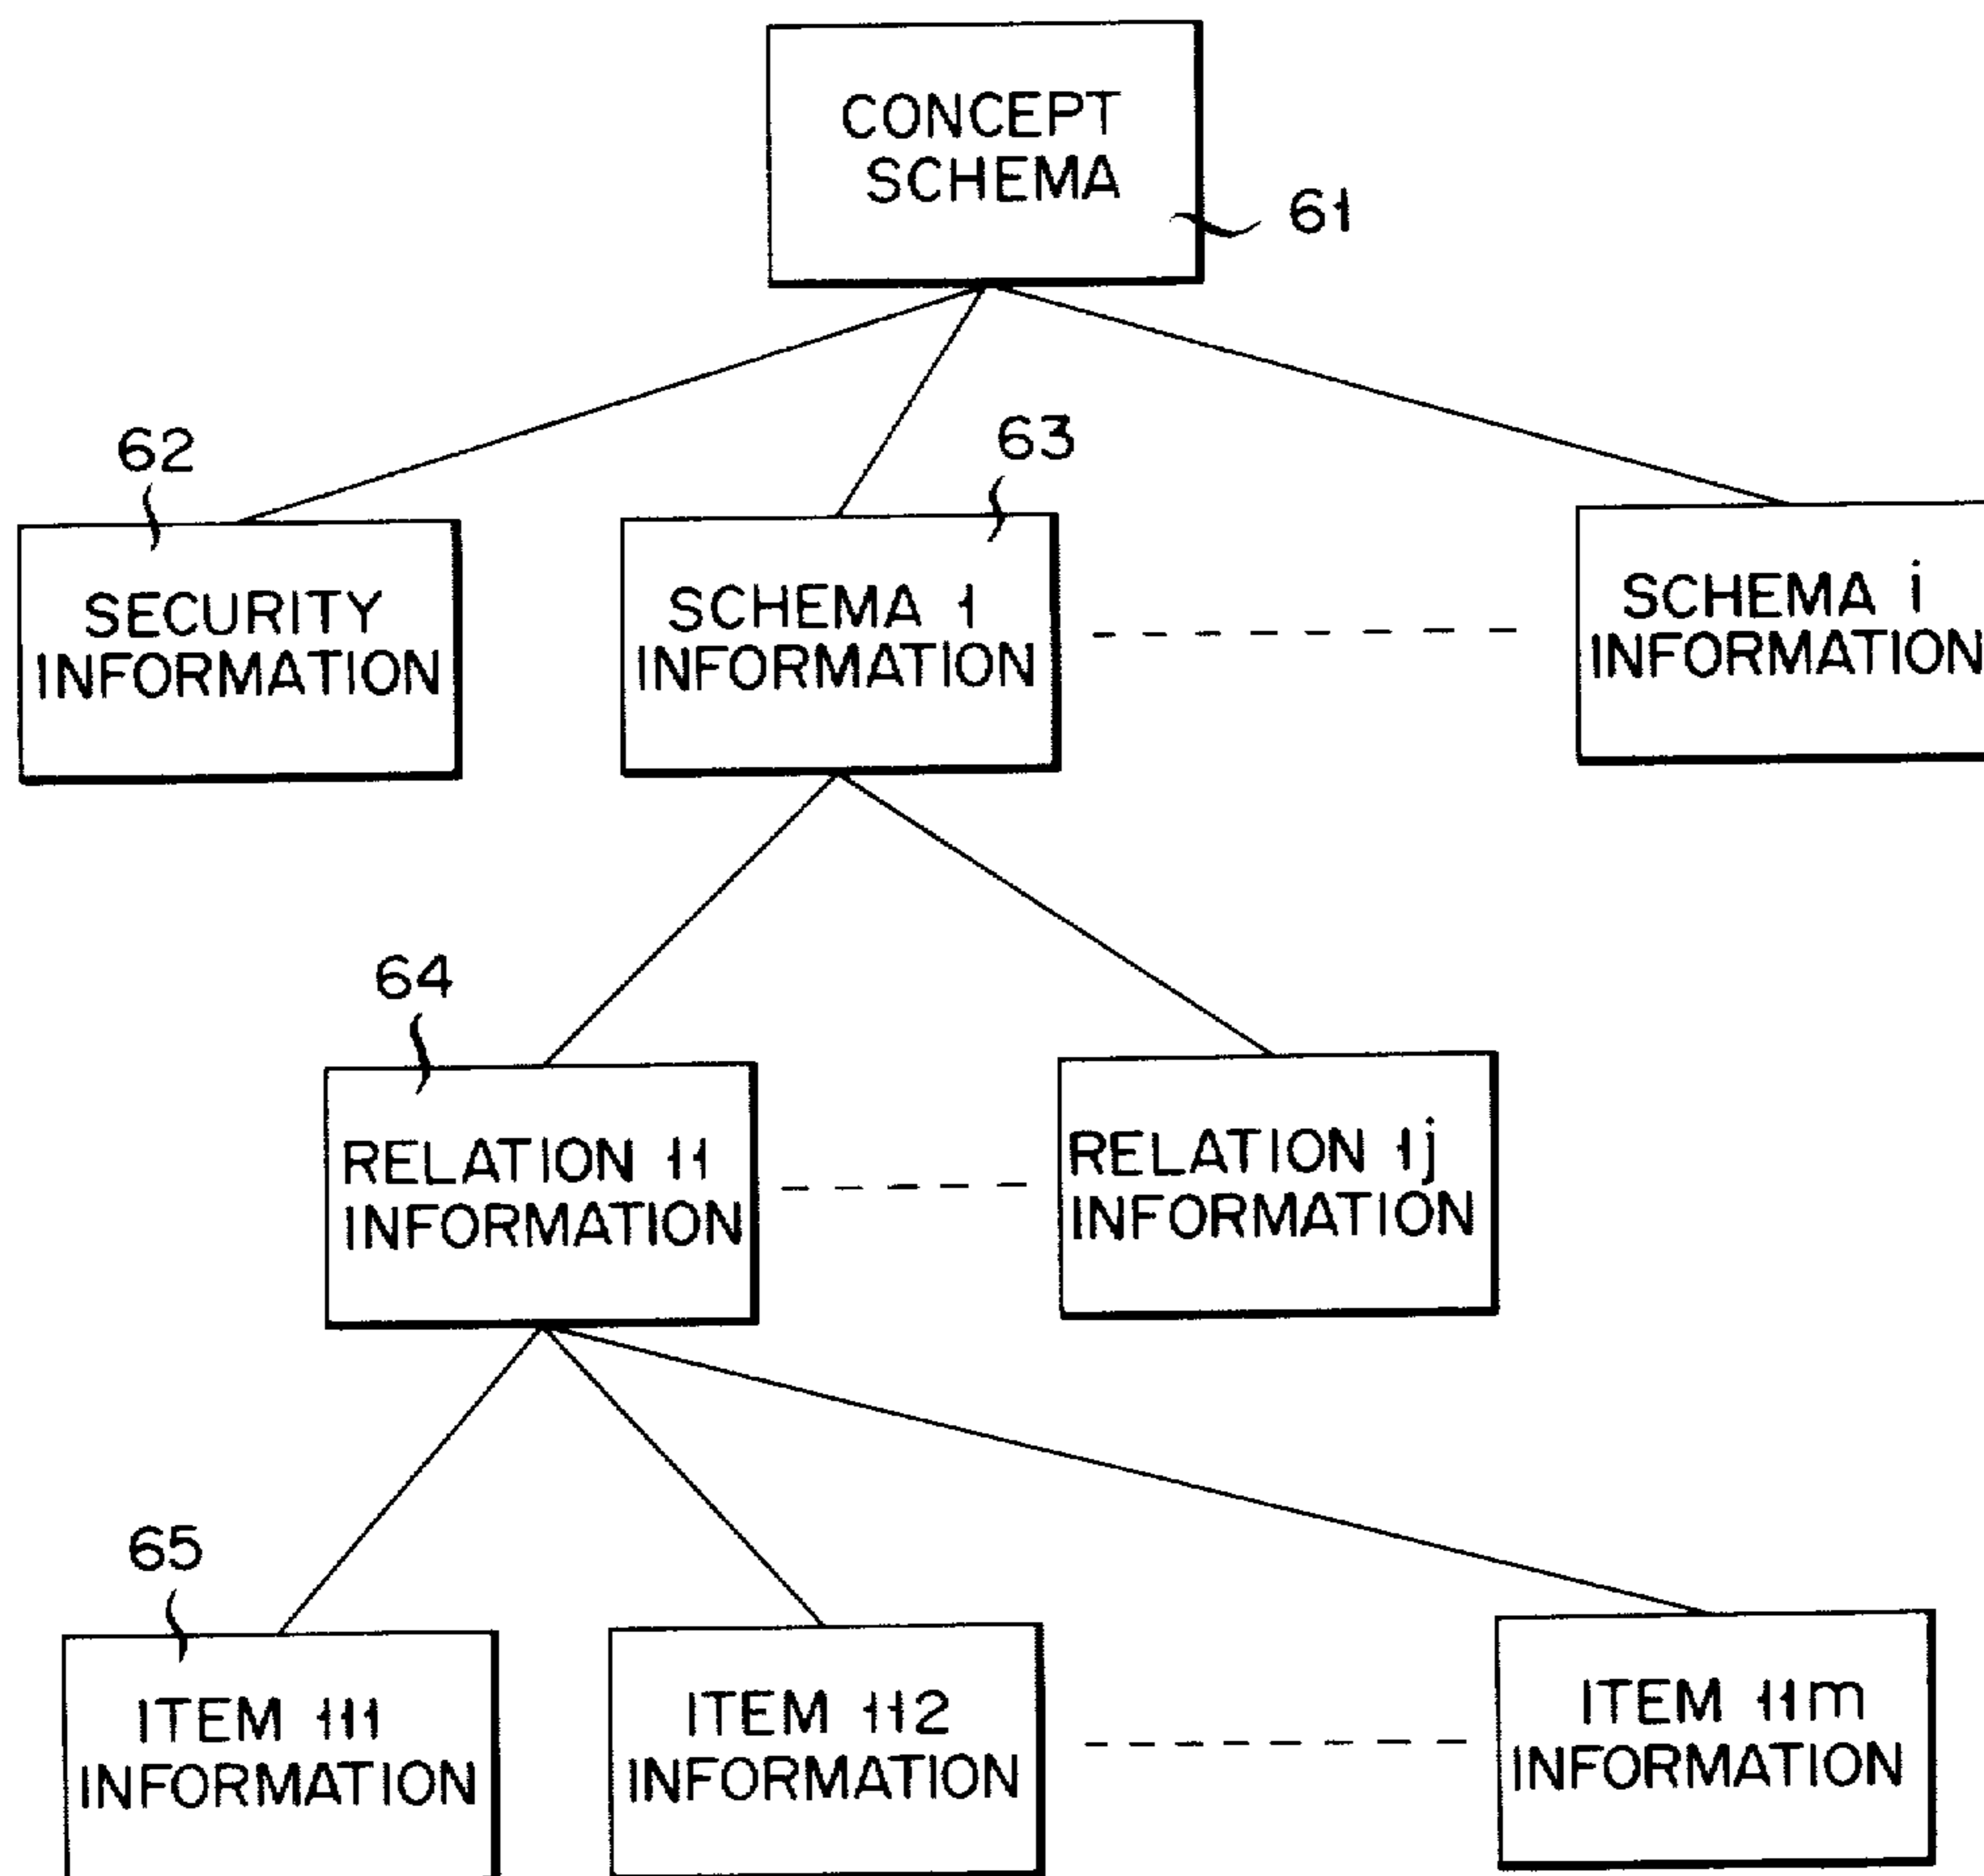 CONCEPT
SCHEMA
61
62
63
SECURITY
INFORMATION
SCHEMA 1
INFORMATION
SCHEMA i
INFORMATION
64
RELATION 11
INFORMATION
RELATION 1j
INFORMATION
65
ITEM 111
INFORMATION
ITEM 112
INFORMATION
ITEM 11m
INFORMATION